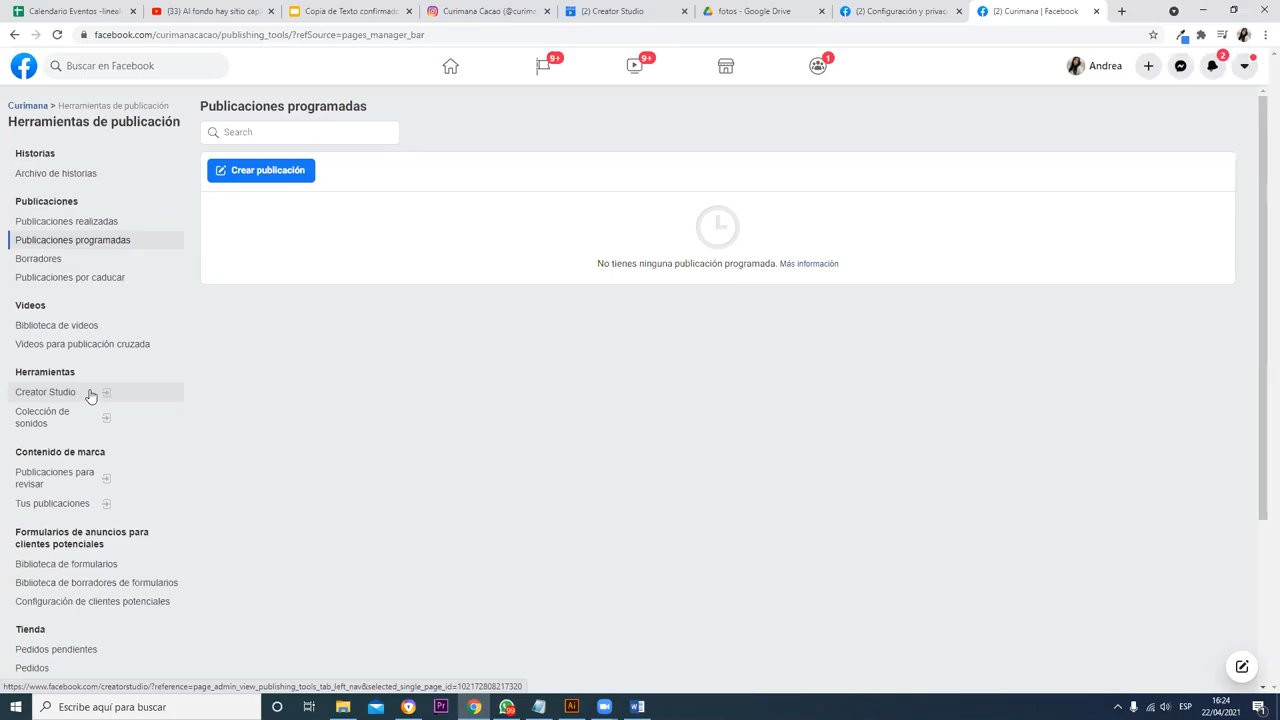 Calendario Eventos -lineal
(33) Al fondo hay sitio cap
Copia de Texto confirmado
Curimana Cacao (@curima
(2) Creator Studio
fotos - Google Drive
(2) Configuración y privac
(2) Curimana | Facebook
facebook.com/curimanacacao/publishing_tools/?refSource=pages_manager_bar
Buscar en Facebook
9+
9+
1
Andrea
2
Curimana > Herramientas de publicación
Herramientas de publicación
Historias
Archivo de historias
Publicaciones
Publicaciones realizadas
Publicaciones programadas
Borradores
Publicaciones por caducar
Videos
Biblioteca de videos
Videos para publicación cruzada
Herramientas
Creator Studio
Colección de
sonidos
Contenido de marca
Publicaciones para
revisar
Tus publicaciones
Formularios de anuncios para
clientes potenciales
Biblioteca de formularios
Biblioteca de borradores de formularios
Configuración de clientes potenciales
Tienda
Pedidos pendientes
Pedidos
Publicaciones programadas
Search
Crear publicación
No tienes ninguna publicación programada. Más información
https://www.facebook.com/creatorstudio/?reference=page_admin_view_publishing_tools_tab_left_nav&selected_single_page_id=102172808217320
Escribe aquí para buscar
Pr
99
Ai
ESP
16:24
22/04/2021